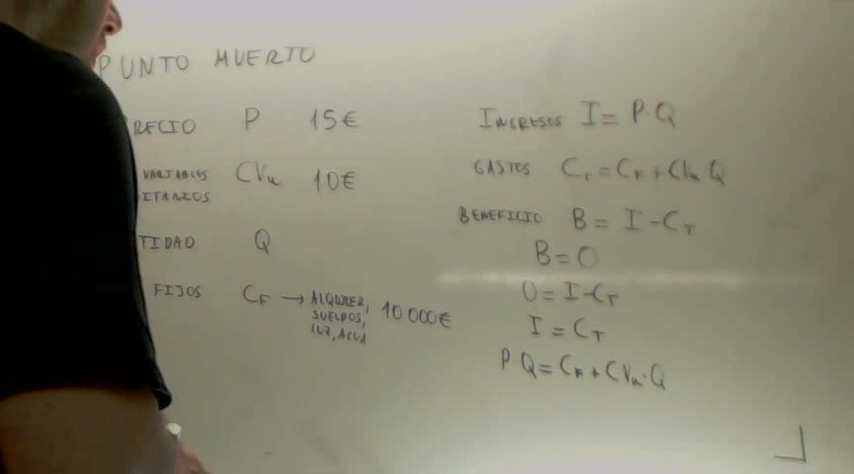 PUNTO MUERTO
RECIO P 15€
VARIABLES CVu 10€
ITARIOS
TIDAD Q
FIJOS CF → ALQUILER, 10.000€
SUELDOS,
LUZ, AGUA
INGRESOS I = P·Q
GASTOS CT = CF + CVu Q
BENEFICIO B = I - CT
B = 0
0 = I - CT
I = CT
P Q = CF + CVu·Q